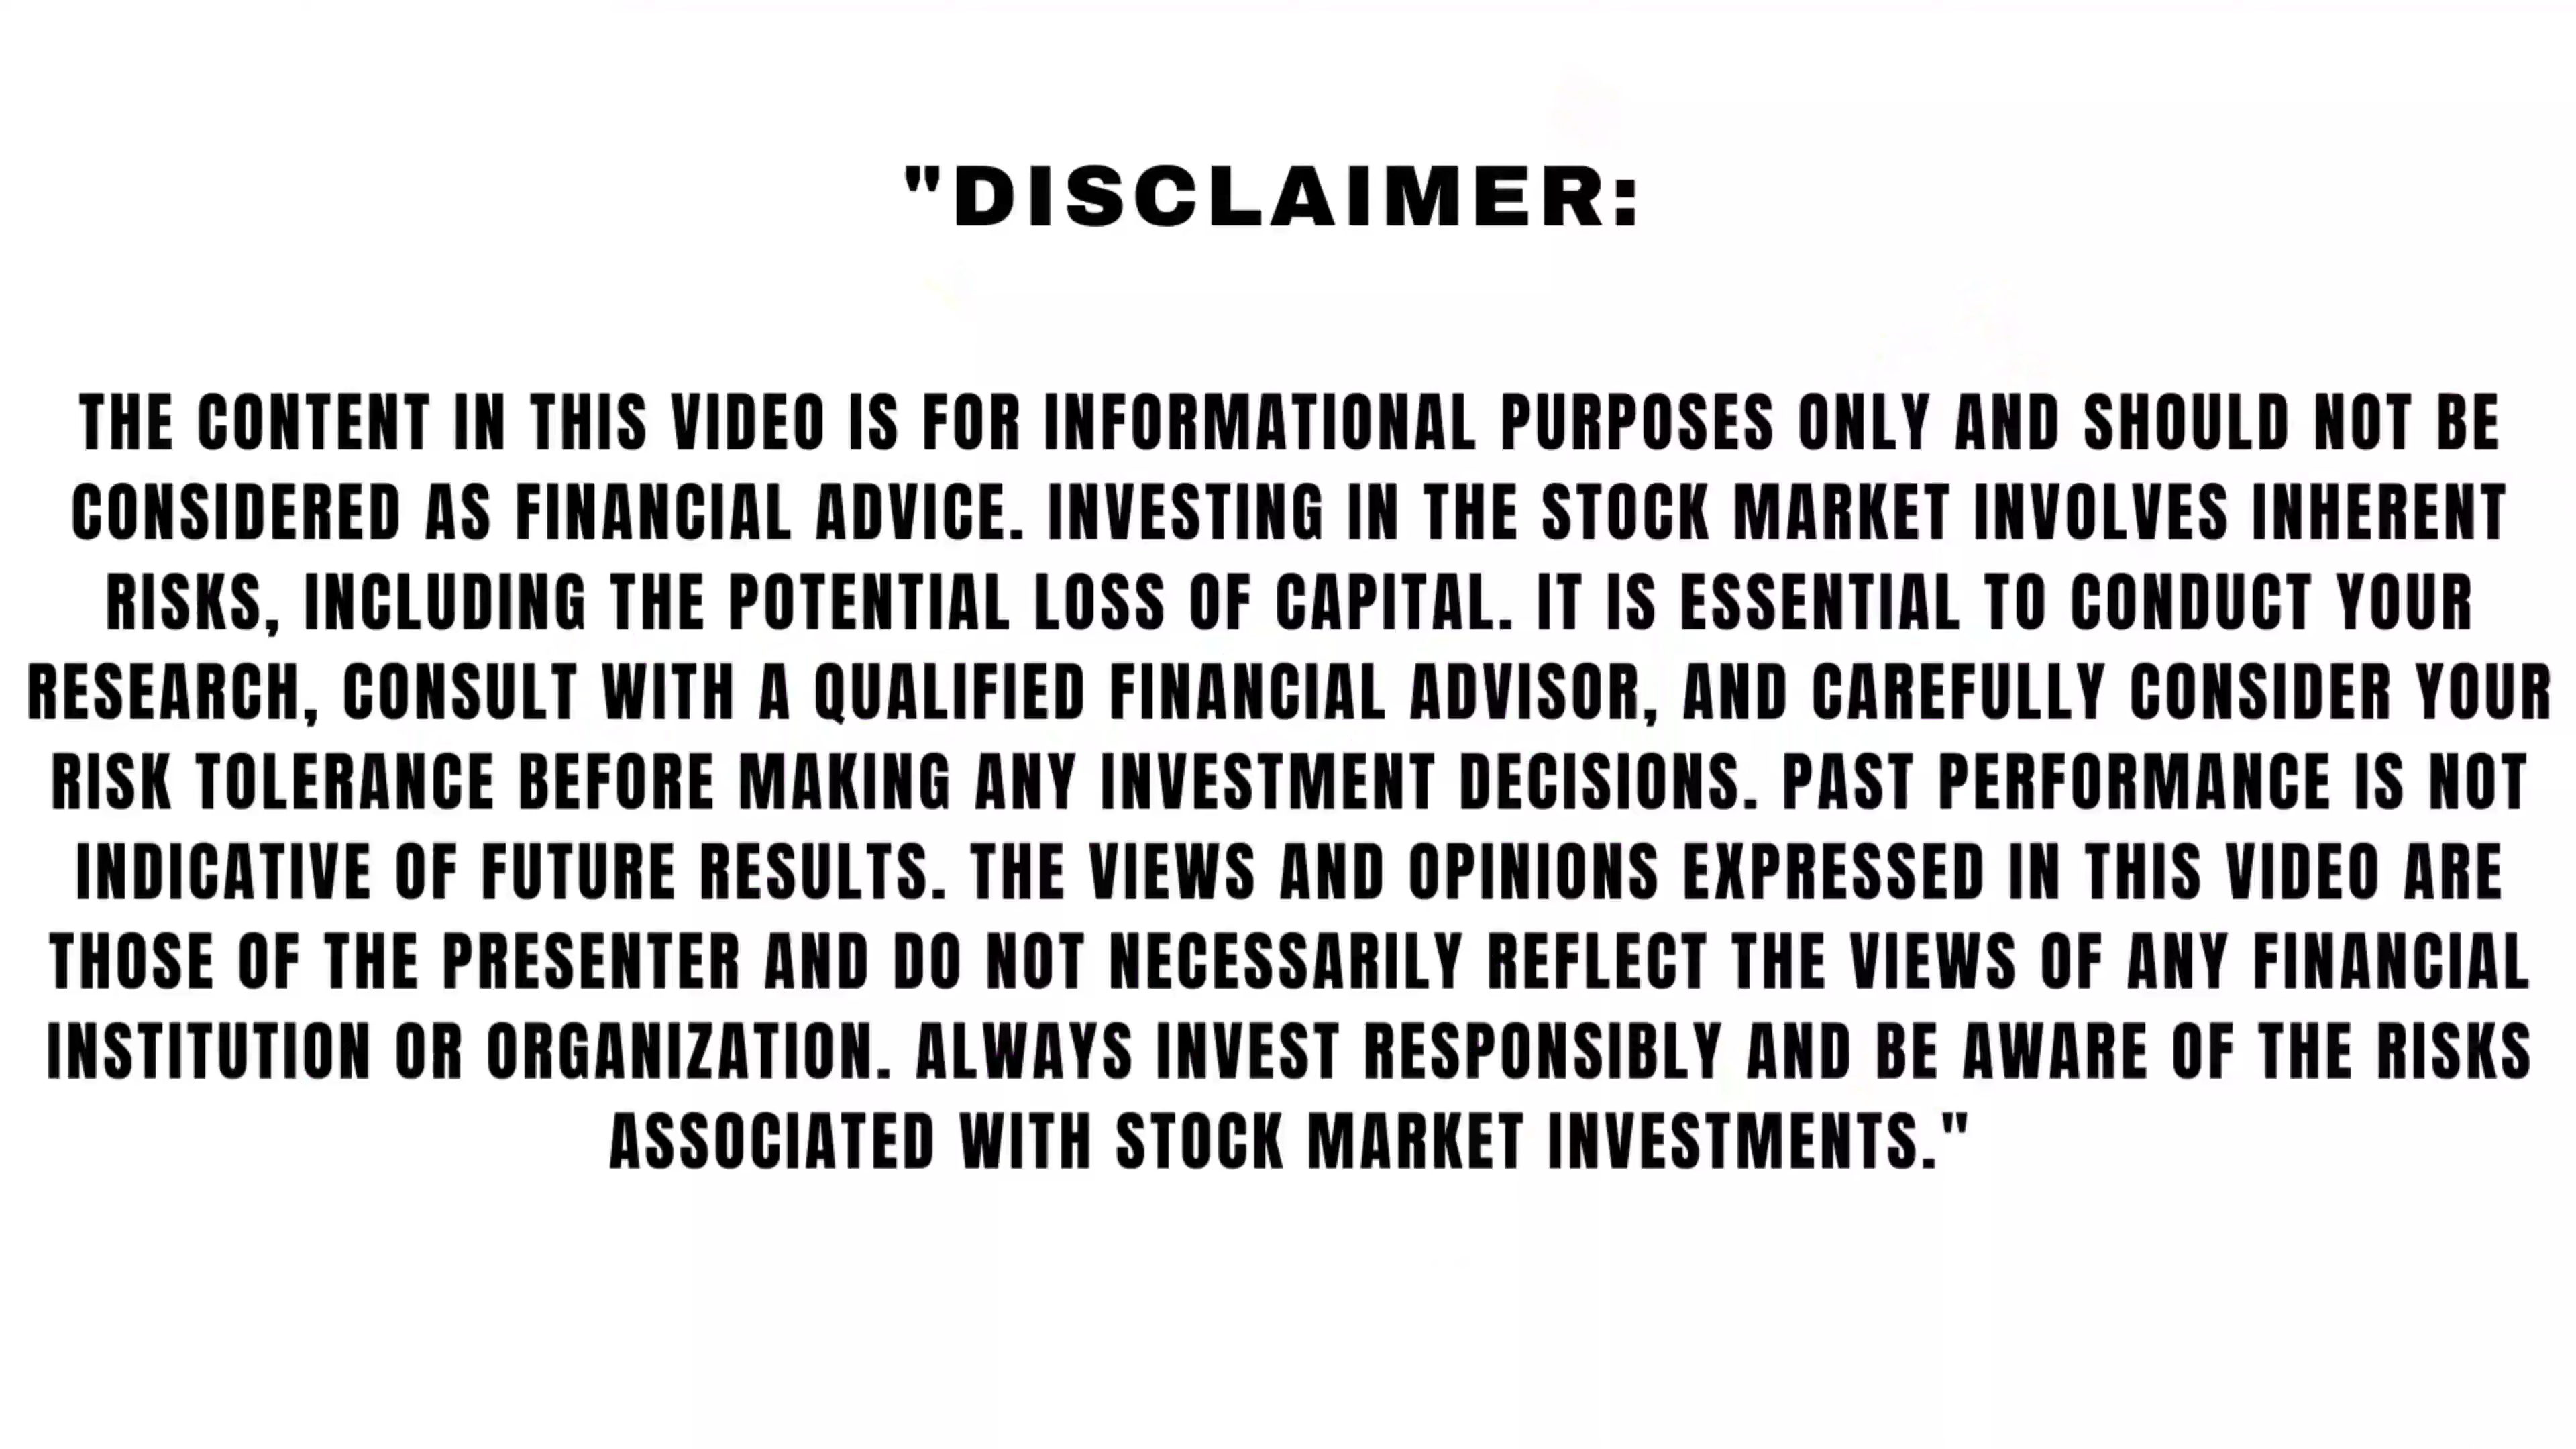 "DISCLAIMER:
THE CONTENT IN THIS VIDEO IS FOR INFORMATIONAL PURPOSES ONLY AND SHOULD NOT BE
CONSIDERED AS FINANCIAL ADVICE. INVESTING IN THE STOCK MARKET INVOLVES INHERENT
RISKS, INCLUDING THE POTENTIAL LOSS OF CAPITAL. IT IS ESSENTIAL TO CONDUCT YOUR
RESEARCH, CONSULT WITH A QUALIFIED FINANCIAL ADVISOR, AND CAREFULLY CONSIDER YOUR
RISK TOLERANCE BEFORE MAKING ANY INVESTMENT DECISIONS. PAST PERFORMANCE IS NOT
INDICATIVE OF FUTURE RESULTS. THE VIEWS AND OPINIONS EXPRESSED IN THIS VIDEO ARE
THOSE OF THE PRESENTER AND DO NOT NECESSARILY REFLECT THE VIEWS OF ANY FINANCIAL
INSTITUTION OR ORGANIZATION. ALWAYS INVEST RESPONSIBLY AND BE AWARE OF THE RISKS
ASSOCIATED WITH STOCK MARKET INVESTMENTS."